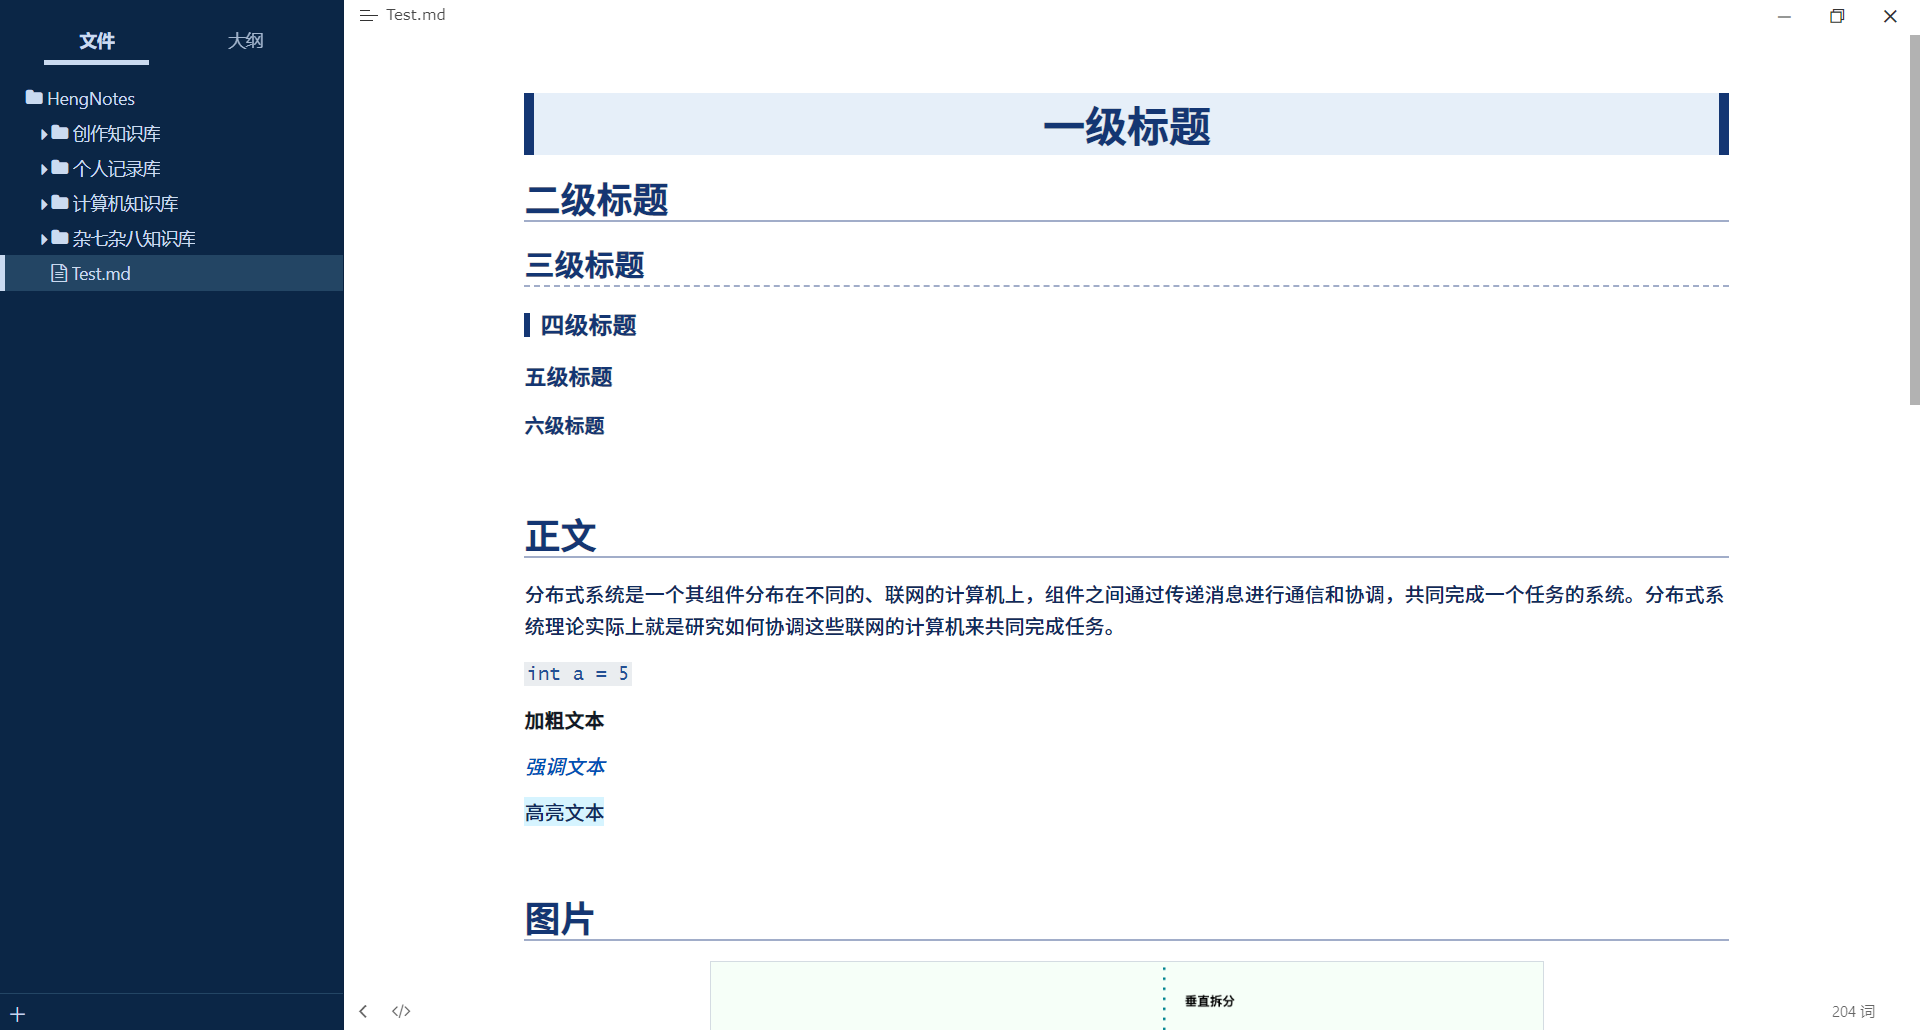 文件 大纲
HengNotes
创作知识库
个人记录库
计算机知识库
杂七杂八知识库
Test.md
Test.md
一级标题
二级标题
三级标题
四级标题
五级标题
六级标题
正文
分布式系统是一个其组件分布在不同的、联网的计算机上，组件之间通过传递消息进行通信和协调，共同完成一个任务的系统。分布式系
统理论实际上就是研究如何协调这些联网的计算机来共同完成任务。
int a = 5
加粗文本
强调文本
高亮文本
图片
垂直拆分
204 词